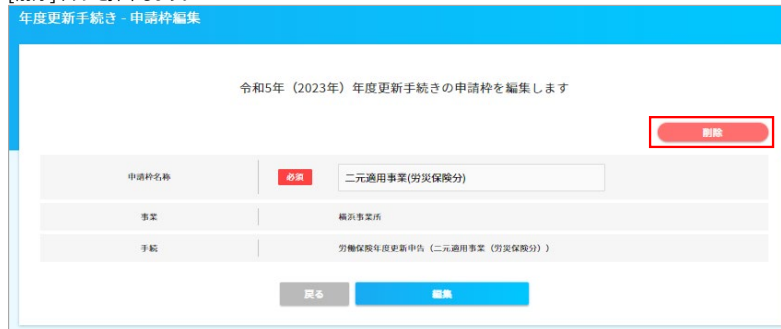 年度更新手続き - 申請枠編集
令和5年（2023年）年度更新手続きの申請枠を編集します
削除
申請枠名称 必須 二元適用事業(労災保険分)
事業 横浜事業所
手続 労働保険年度更新申告（二元適用事業（労災保険分））
戻る 編集